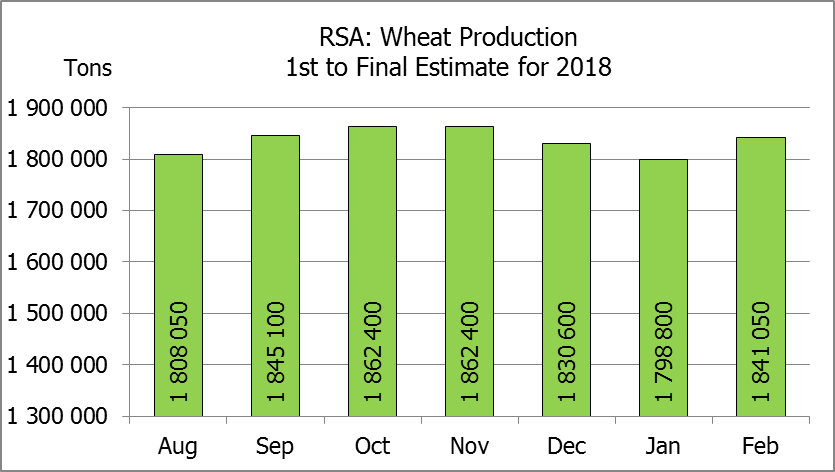 RSA: Wheat Production
1st to Final Estimate for 2018
Tons
1 900 000
1 800 000
1 700 000
1 600 000
1 500 000
1 400 000
1 300 000
1 808 050
1 845 100
1 862 400
1 862 400
1 830 600
1 798 800
1 841 050
Aug Sep Oct Nov Dec Jan Feb